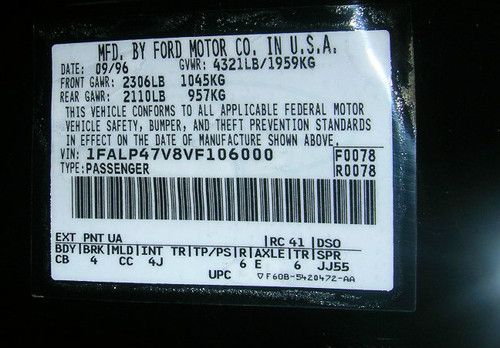 MFD. BY FORD MOTOR CO. IN U.S.A.
DATE: 09/96 GVWR: 4321LB/1959KG
FRONT GAWR: 2306LB 1045KG
REAR GAWR: 2110LB 957KG
THIS VEHICLE CONFORMS TO ALL APPLICABLE FEDERAL MOTOR
VEHICLE SAFETY, BUMPER, AND THEFT PREVENTION STANDARDS
IN EFFECT ON THE DATE OF MANUFACTURE SHOWN ABOVE.
VIN: 1FALP47V8VF106000 F0078
TYPE: PASSENGER R0078
EXT PNT UA RC 41 DSO
BDY BRK MLD INT TR TP/PS R AXLE TR SPR
CB 4 CC 4J 6 E 6 JJ55
UPC ▽F60B-5420472-AA